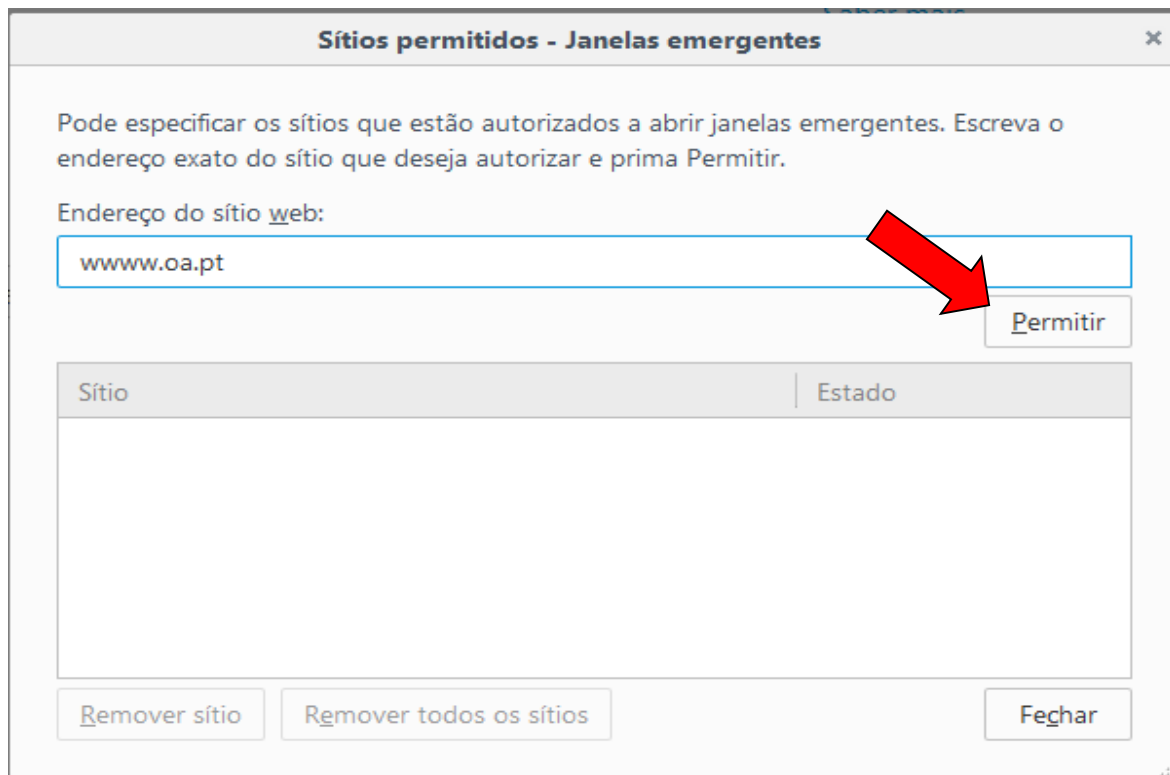 Saber mais
Sítios permitidos - Janelas emergentes
Pode especificar os sítios que estão autorizados a abrir janelas emergentes. Escreva o
endereço exato do sítio que deseja autorizar e prima Permitir.
Endereço do sítio web:
wwww.oa.pt
Permitir
Sítio Estado
Remover sítio Remover todos os sítios Fechar